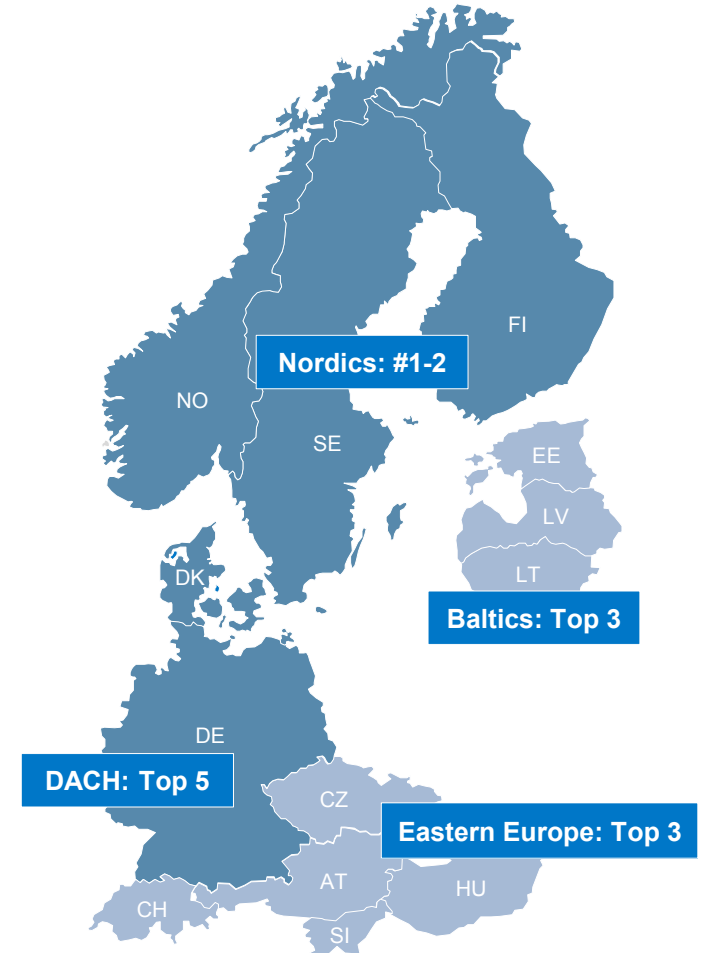 FI
Nordics: #1-2
NO
SE
EE
LV
LT
DK
Baltics: Top 3
DE
DACH: Top 5
CZ
Eastern Europe: Top 3
AT
HU
CH
SI